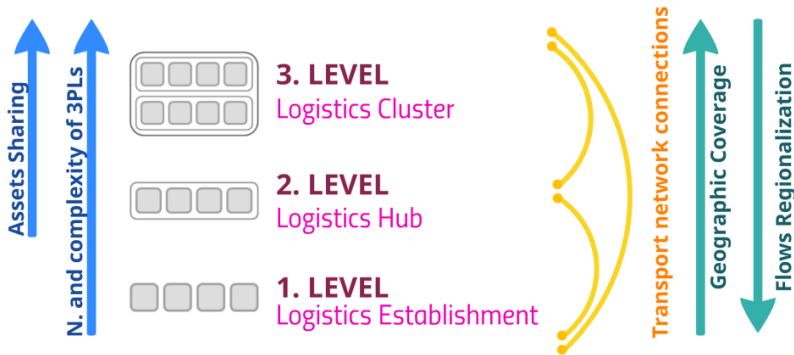 Assets Sharing
N. and complexity of 3PLs
3. LEVEL
Logistics Cluster
2. LEVEL
Logistics Hub
1. LEVEL
Logistics Establishment
Transport network connections
Geographic Coverage
Flows Regionalization